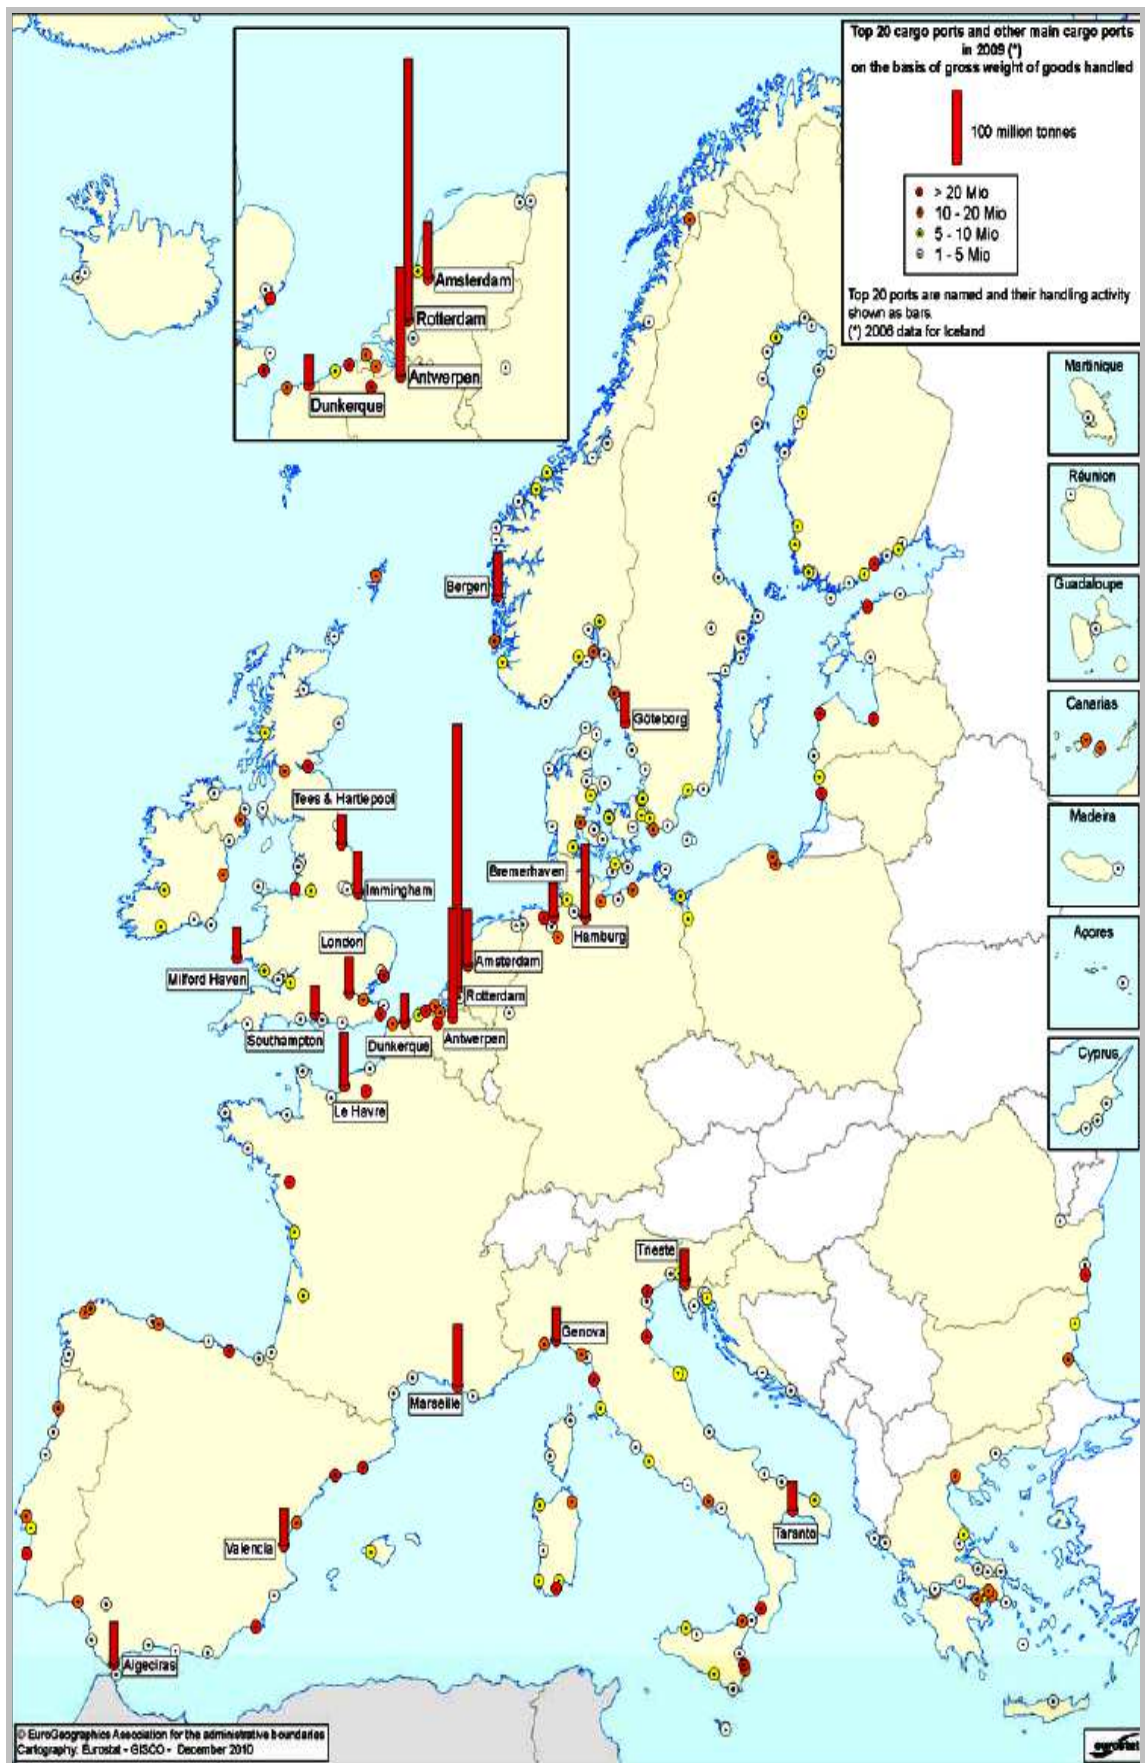 Top 20 cargo ports and other main cargo ports
in 2009 (*)
on the basis of gross weight of goods handled
100 million tonnes
> 20 Mio
10 - 20 Mio
5 - 10 Mio
1 - 5 Mio
Top 20 ports are named and their handling activity
shown as bars.
(*) 2006 data for Iceland
Amsterdam
Rotterdam
Antwerpen
Dunkerque
Martinique
Réunion
Guadaloupe
Canarias
Madeira
Açores
Cyprus
Bergen
Göteborg
Tees & Hartlepool
Immingham
Bremerhaven
Hamburg
London
Milford Haven
Amsterdam
Rotterdam
Southampton
Dunkerque
Antwerpen
Le Havre
Trieste
Genova
Marseille
Valencia
Taranto
Algeciras
© EuroGeographics Association for the administrative boundaries
Cartography: Eurostat - GISCO - December 2010
eurostat